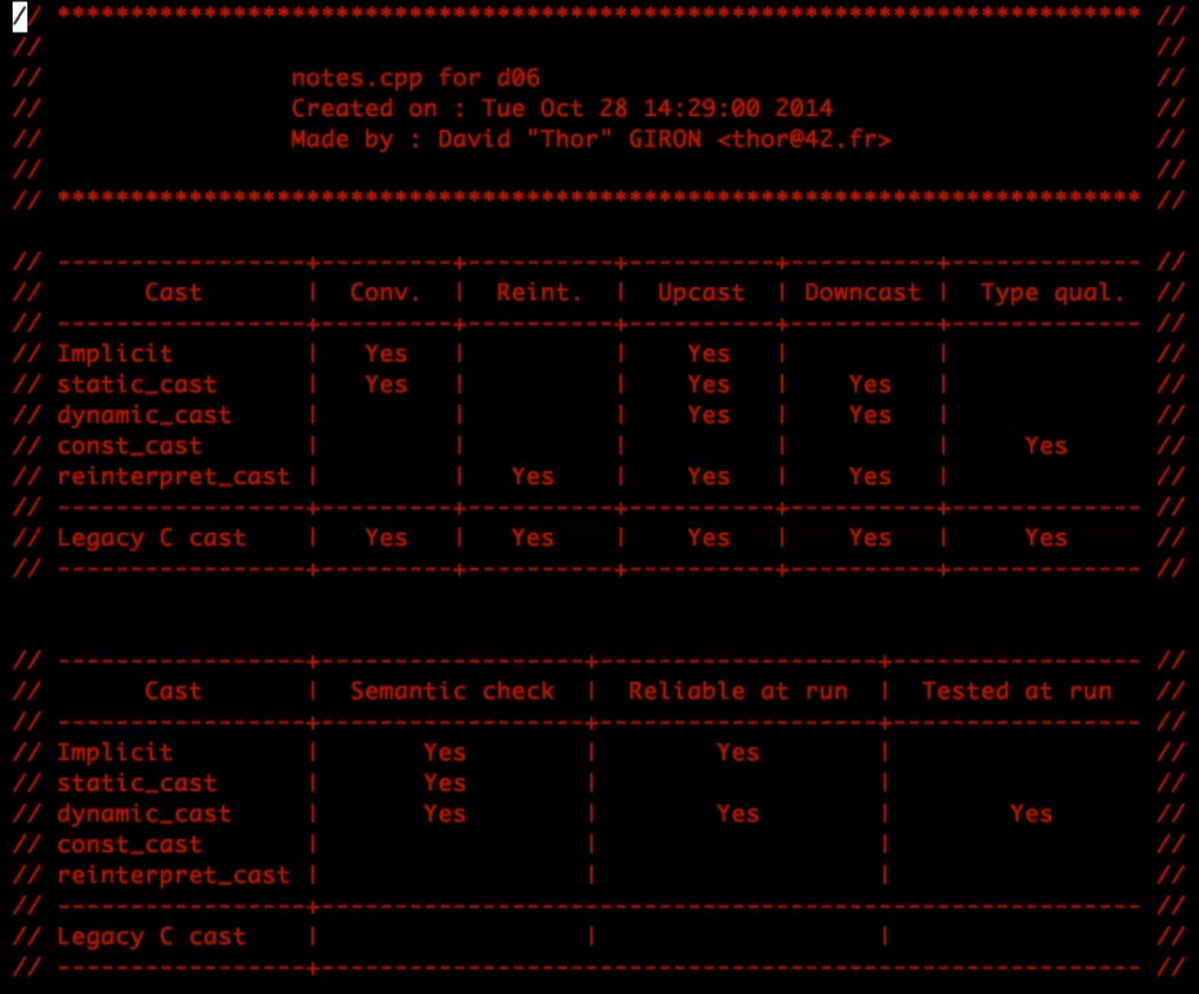 // ************************************************************************** //
//                                                                            //
//                 notes.cpp for d06                                          //
//                 Created on : Tue Oct 28 14:29:00 2014                      //
//                 Made by : David "Thor" GIRON <thor@42.fr>                  //
//                                                                            //
// ************************************************************************** //

// -----------------+---------+----------+----------+----------+------------- //
//       Cast       |  Conv.  |  Reint.  |  Upcast  | Downcast |  Type qual.  //
// -----------------+---------+----------+----------+----------+------------- //
// Implicit         |   Yes   |          |   Yes    |          |              //
// static_cast      |   Yes   |          |   Yes    |   Yes    |              //
// dynamic_cast     |         |          |   Yes    |   Yes    |              //
// const_cast       |         |          |          |          |     Yes      //
// reinterpret_cast |         |   Yes    |   Yes    |   Yes    |              //
// -----------------+---------+----------+----------+----------+------------- //
// Legacy C cast    |   Yes   |   Yes    |   Yes    |   Yes    |     Yes      //
// -----------------+---------+----------+----------+----------+------------- //

// -----------------+------------------+-------------------+----------------- //
//       Cast       |  Semantic check  |  Reliable at run  |  Tested at run   //
// -----------------+------------------+-------------------+----------------- //
// Implicit         |       Yes        |        Yes        |                  //
// static_cast      |       Yes        |                   |                  //
// dynamic_cast     |       Yes        |        Yes        |        Yes       //
// const_cast       |                  |                   |                  //
// reinterpret_cast |                  |                   |                  //
// -----------------+-------------------------------------------------------- //
// Legacy C cast    |                  |                   |                  //
// -----------------+-------------------------------------------------------- //